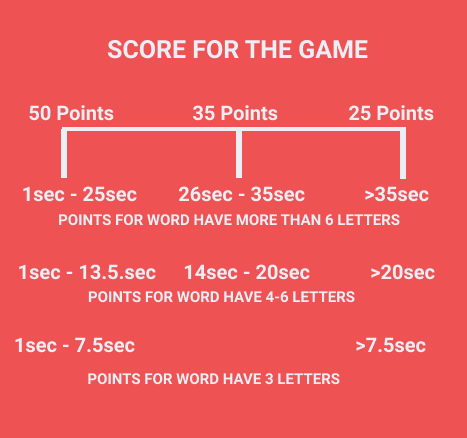 SCORE FOR THE GAME
50 Points 35 Points 25 Points
1sec - 25sec 26sec - 35sec >35sec
POINTS FOR WORD HAVE MORE THAN 6 LETTERS
1sec - 13.5.sec 14sec - 20sec >20sec
POINTS FOR WORD HAVE 4-6 LETTERS
1sec - 7.5sec >7.5sec
POINTS FOR WORD HAVE 3 LETTERS